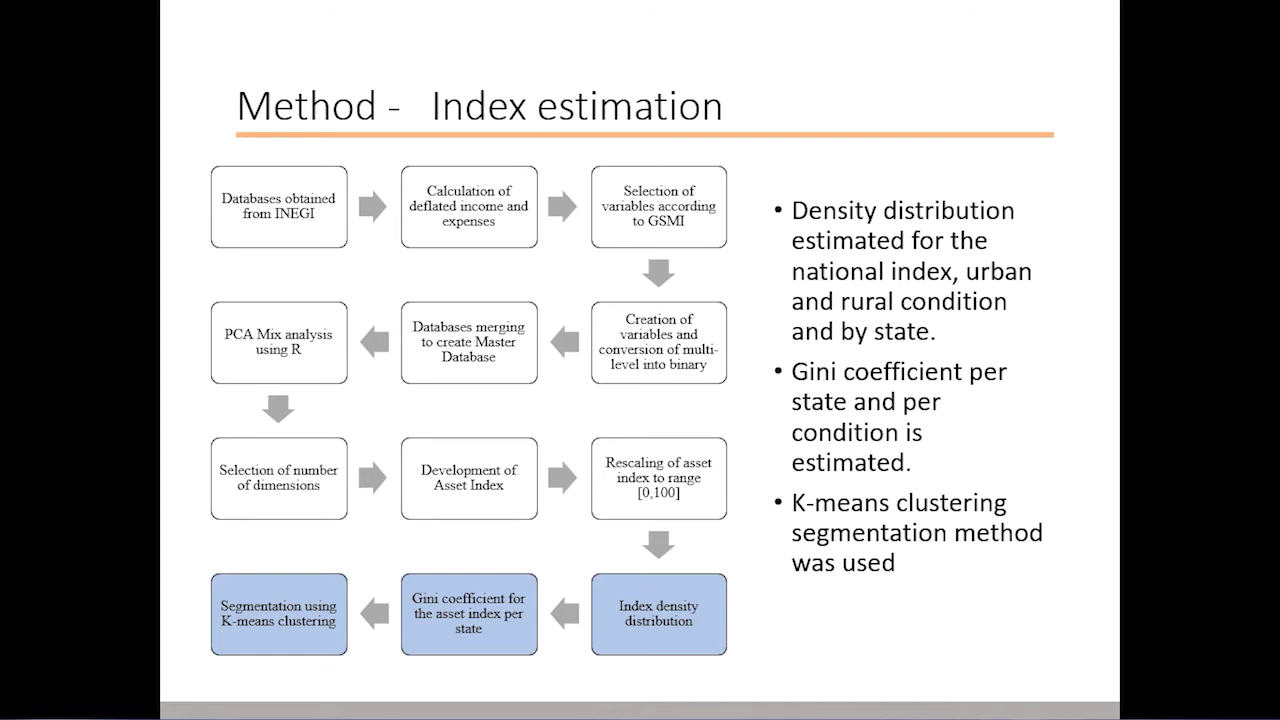 Method - Index estimation
Databases obtained
from INEGI
Calculation of
deflated income and
expenses
Selection of
variables according
to GSMI
Creation of
variables and
conversion of multi-
level into binary
Databases merging
to create Master
Database
PCA Mix analysis
using R
Selection of number
of dimensions
Development of
Asset Index
Rescaling of asset
index to range
[0,100]
Index density
distribution
Gini coefficient for
the asset index per
state
Segmentation using
K-means clustering
• Density distribution
estimated for the
national index, urban
and rural condition
and by state.
• Gini coefficient per
state and per
condition is
estimated.
• K-means clustering
segmentation method
was used